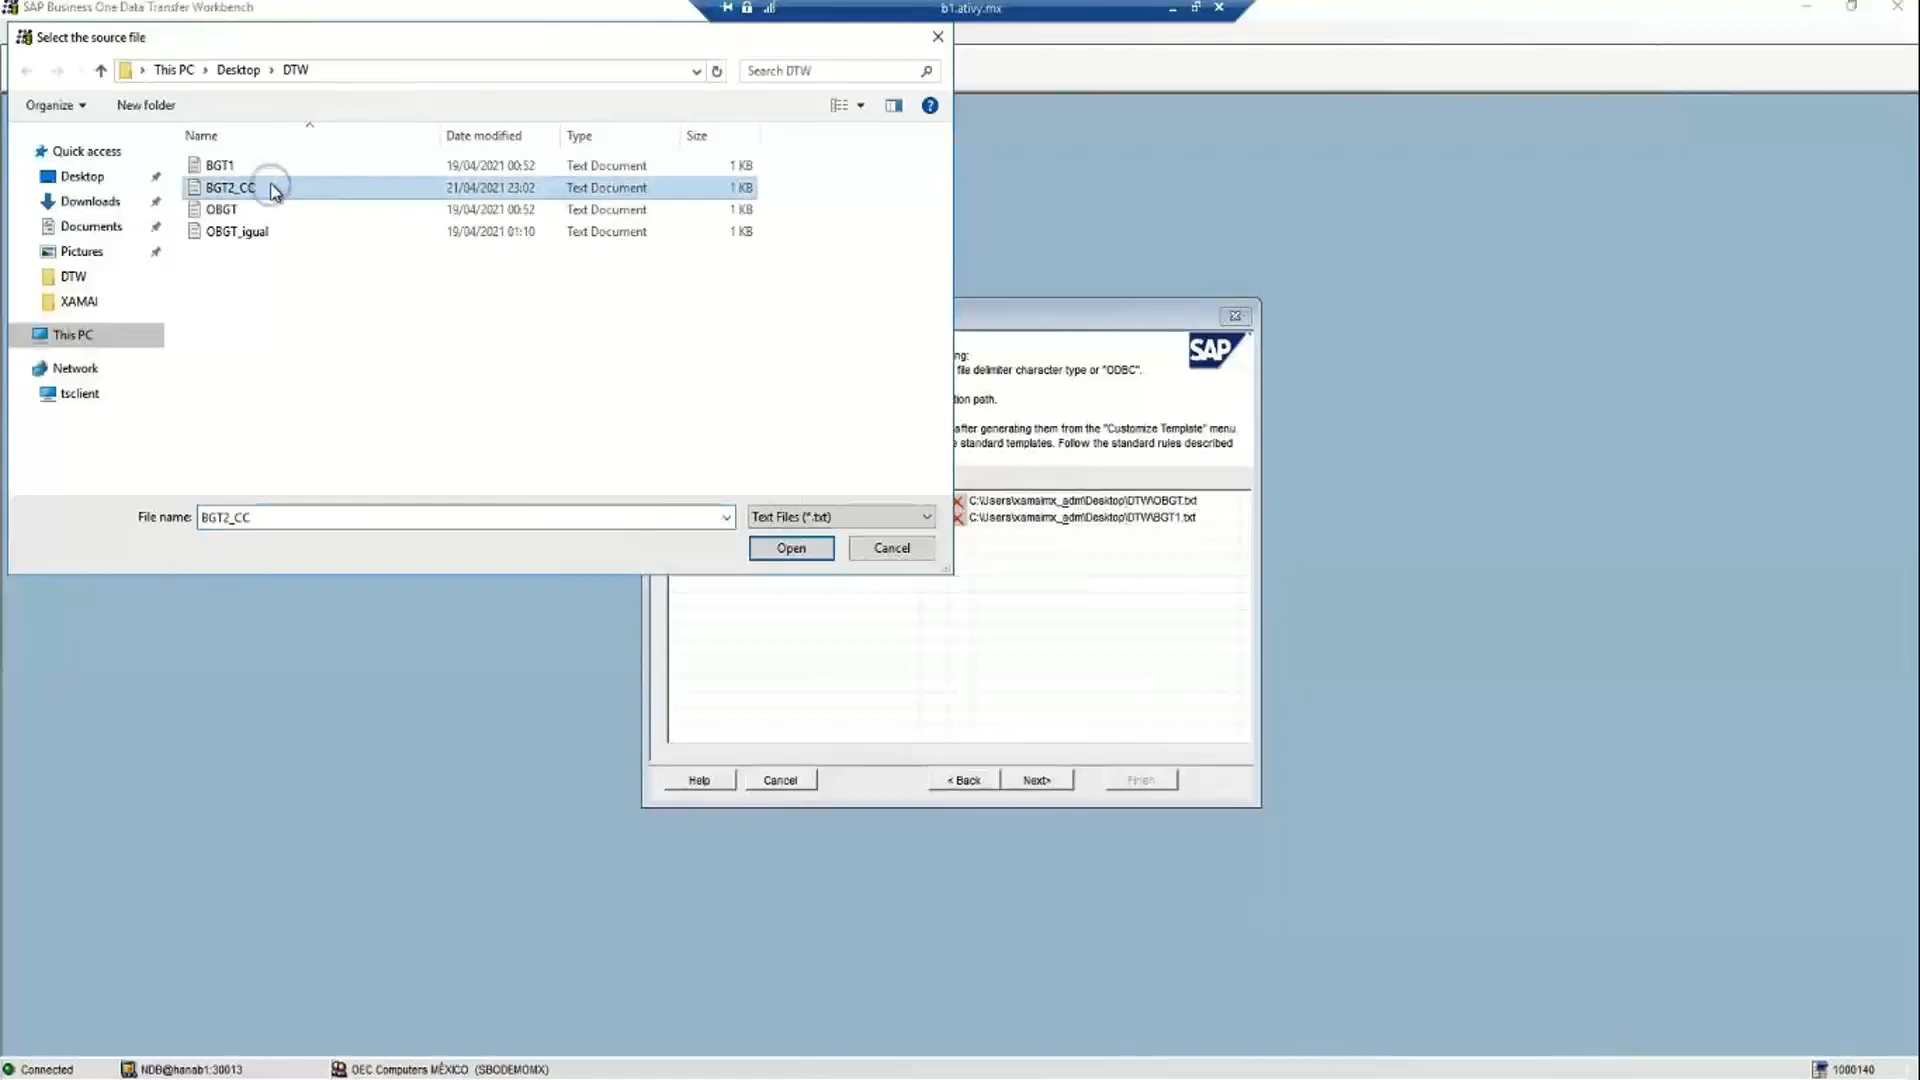 SAP Business One Data Transfer Workbench
b1.ativy.mx
Select the source file
This PC > Desktop > DTW
Search DTW
Organize
New folder
Name Date modified Type Size
BGT1 19/04/2021 00:52 Text Document 1 KB
BGT2_CC 21/04/2021 23:02 Text Document 1 KB
OBGT 19/04/2021 00:52 Text Document 1 KB
OBGT_igual 19/04/2021 01:10 Text Document 1 KB
Quick access
Desktop
Downloads
Documents
Pictures
DTW
XAMAI
This PC
Network
tsclient
File name: BGT2_CC
Text Files (*.txt)
Open
Cancel
SAP
ng:
file delimiter character type or "ODBC".
tion path.
after generating them from the "Customize Template" menu
e standard templates. Follow the standard rules described
C:\Users\xamaimx_adm\Desktop\DTW\OBGT.txt
C:\Users\xamaimx_adm\Desktop\DTW\BGT1.txt
Help
Cancel
< Back
Next>
Finish
Connected
NDB@hanab1:30013
OEC Computers MÉXICO (SBODEMOMX)
1000140